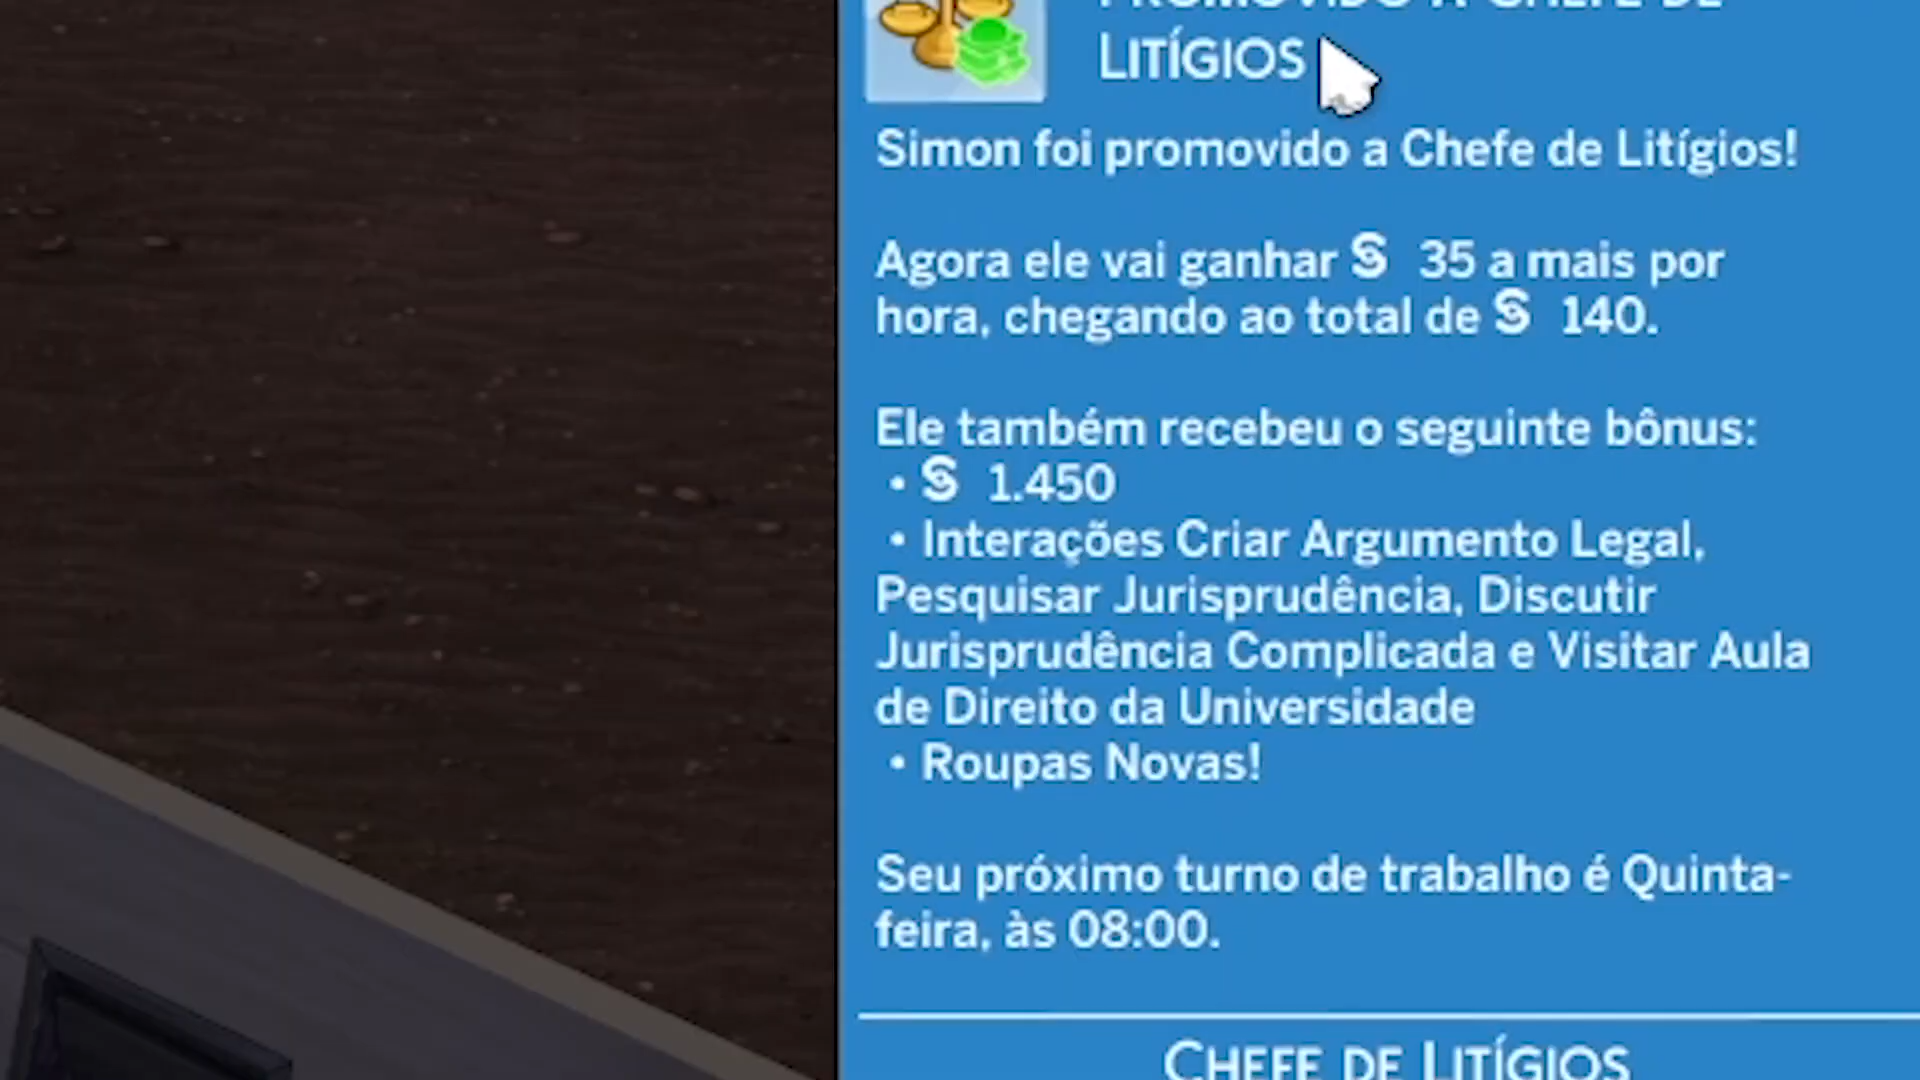 PROMOVIDO A CHEFE DE
LITÍGIOS
Simon foi promovido a Chefe de Litígios!
Agora ele vai ganhar § 35 a mais por
hora, chegando ao total de § 140.
Ele também recebeu o seguinte bônus:
• § 1.450
• Interações Criar Argumento Legal,
Pesquisar Jurisprudência, Discutir
Jurisprudência Complicada e Visitar Aula
de Direito da Universidade
• Roupas Novas!
Seu próximo turno de trabalho é Quinta-
feira, às 08:00.
CHEFE DE LITÍGIOS